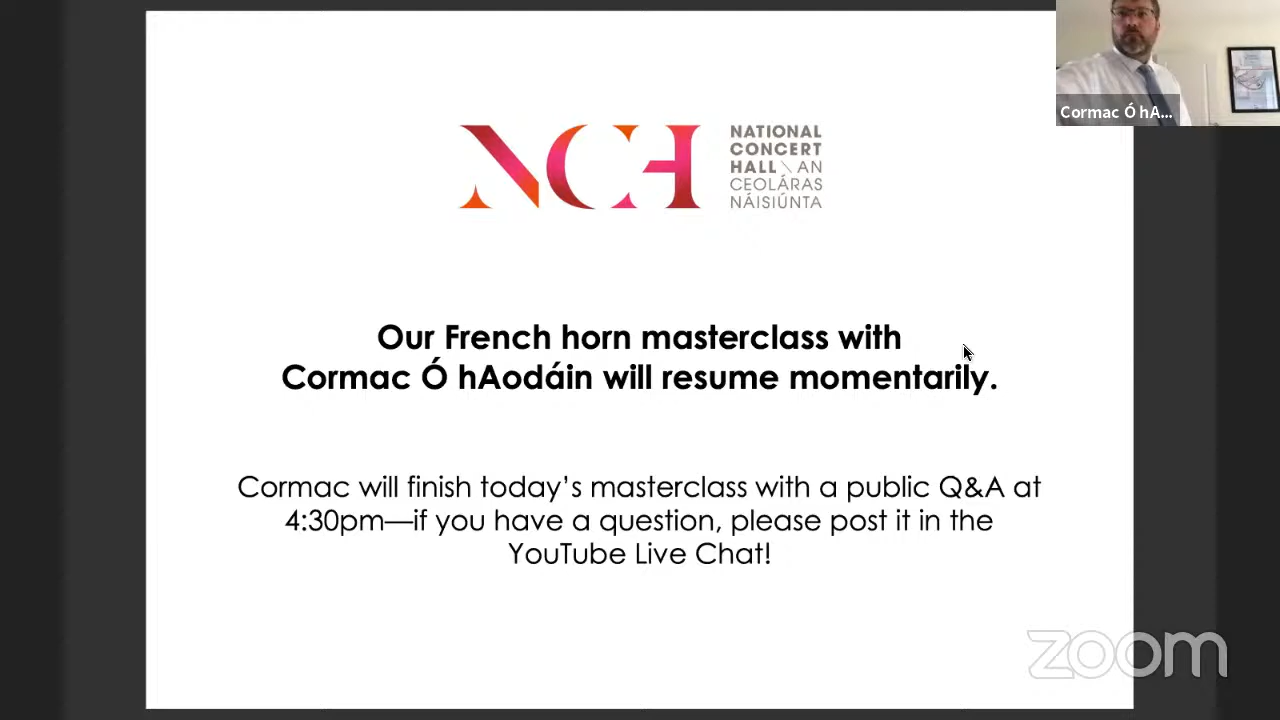 Cormac Ó hA...
NCH
NATIONAL
CONCERT
HALL \ AN
CEOLÁRAS
NÁISIÚNTA
Our French horn masterclass with
Cormac Ó hAodáin will resume momentarily.
Cormac will finish today’s masterclass with a public Q&A at
4:30pm—if you have a question, please post it in the
YouTube Live Chat!
zoom